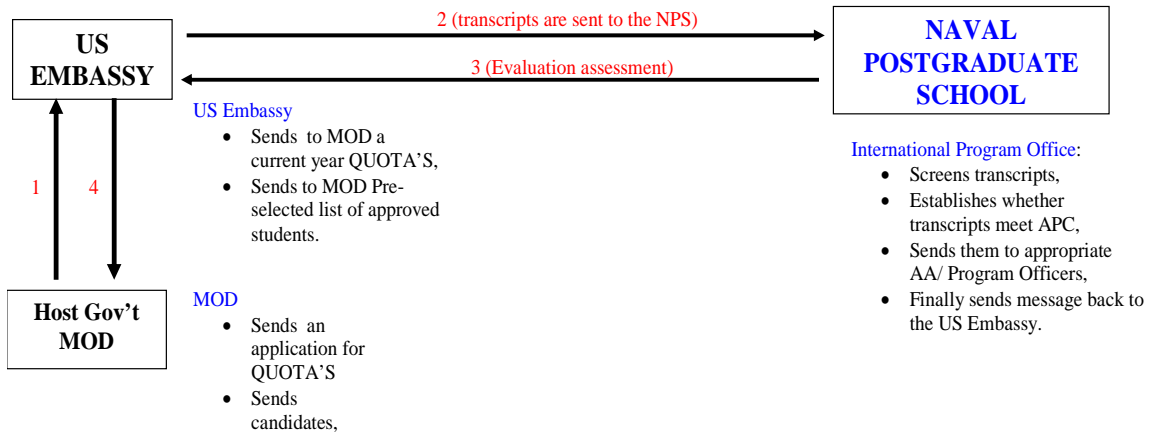 US
EMBASSY
2 (transcripts are sent to the NPS)
3 (Evaluation assessment)
NAVAL
POSTGRADUATE
SCHOOL
1
4
US Embassy
• Sends to MOD a
current year QUOTA’S,
• Sends to MOD Pre-
selected list of approved
students.
International Program Office:
• Screens transcripts,
• Establishes whether
transcripts meet APC,
• Sends them to appropriate
AA/ Program Officers,
• Finally sends message back to
the US Embassy.
Host Gov’t
MOD
MOD
• Sends an
application for
QUOTA’S
• Sends
candidates,